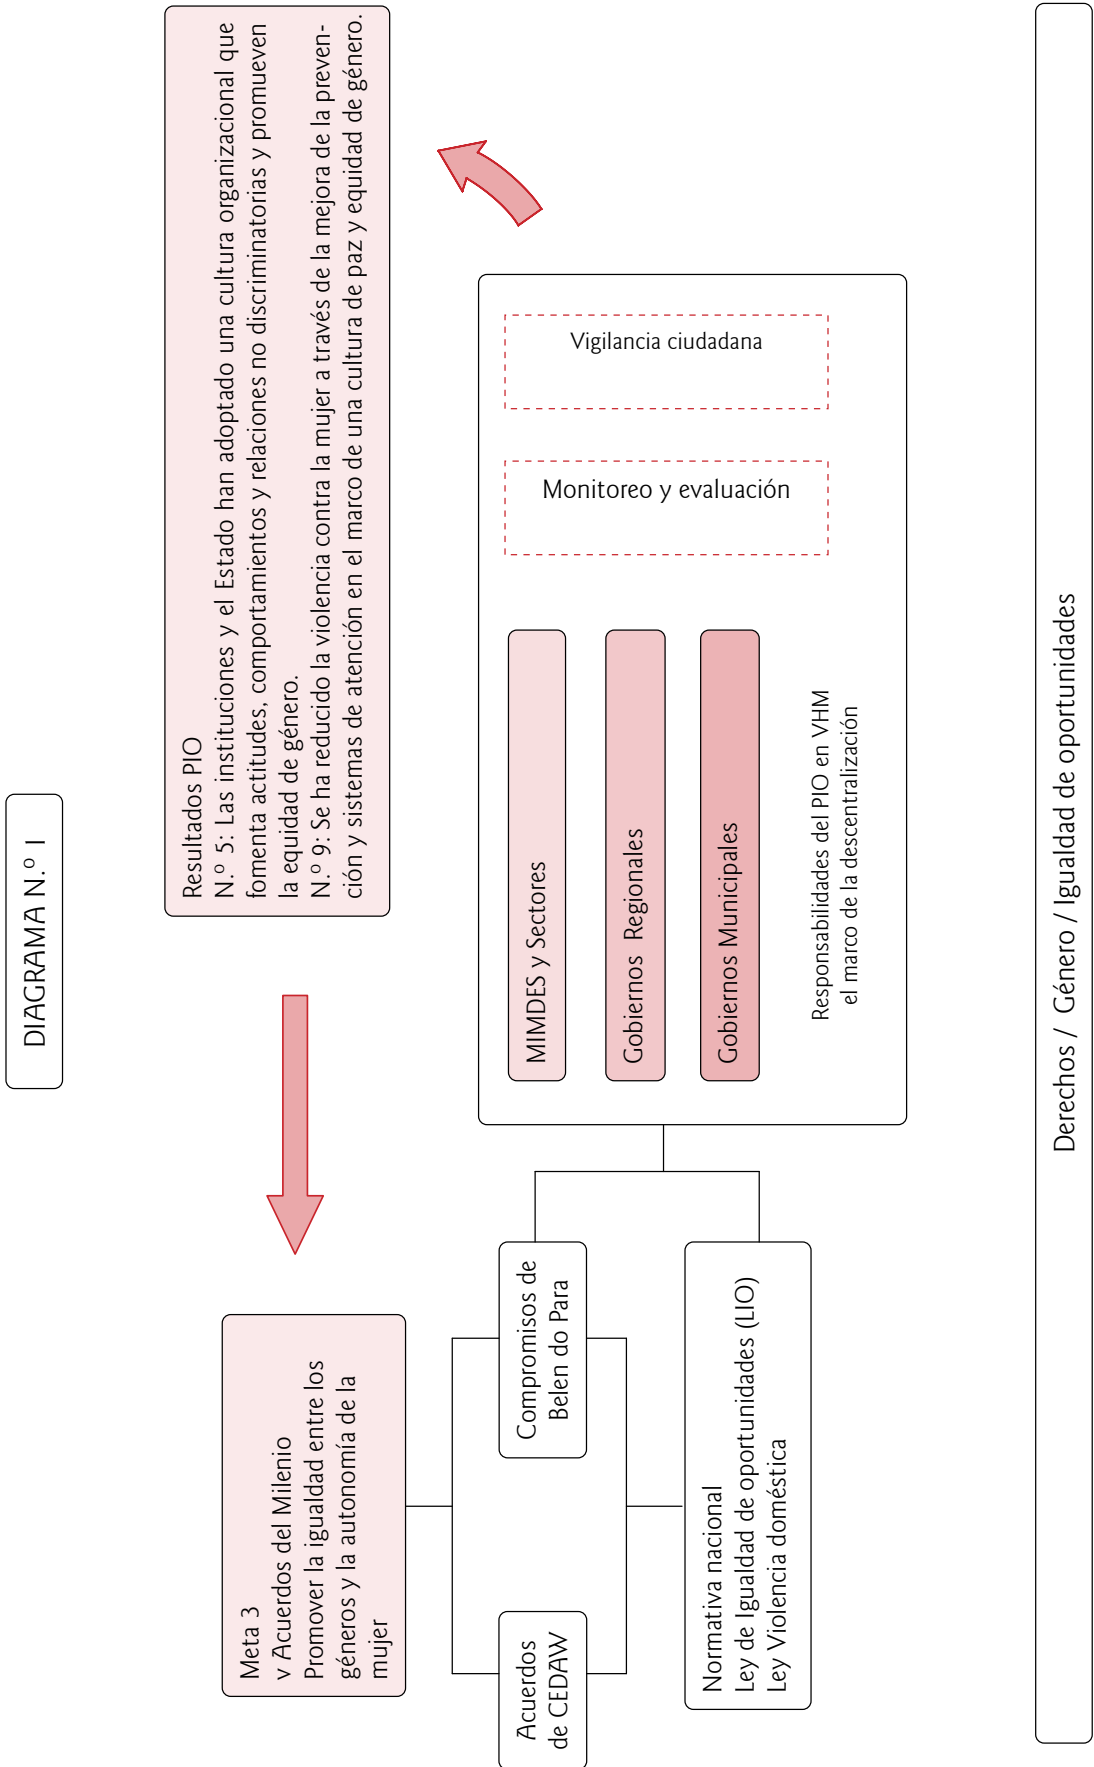 DIAGRAMA N.º 1
Meta 3
v Acuerdos del Milenio
Promover la igualdad entre los
géneros y la autonomía de la
mujer
Resultados PIO
N.º 5: Las instituciones y el Estado han adoptado una cultura organizacional que
fomenta actitudes, comportamientos y relaciones no discriminatorias y promueven
la equidad de género.
N.º 9: Se ha reducido la violencia contra la mujer a través de la mejora de la preven-
ción y sistemas de atención en el marco de una cultura de paz y equidad de género.
Acuerdos
de CEDAW
Compromisos de
Belen do Para
Normativa nacional
Ley de Igualdad de oportunidades (LIO)
Ley Violencia doméstica
MIMDES y Sectores
Gobiernos Regionales
Gobiernos Municipales
Responsabilidades del PIO en VHM
el marco de la descentralización
Monitoreo y evaluación
Vigilancia ciudadana
Derechos / Género / Igualdad de oportunidades